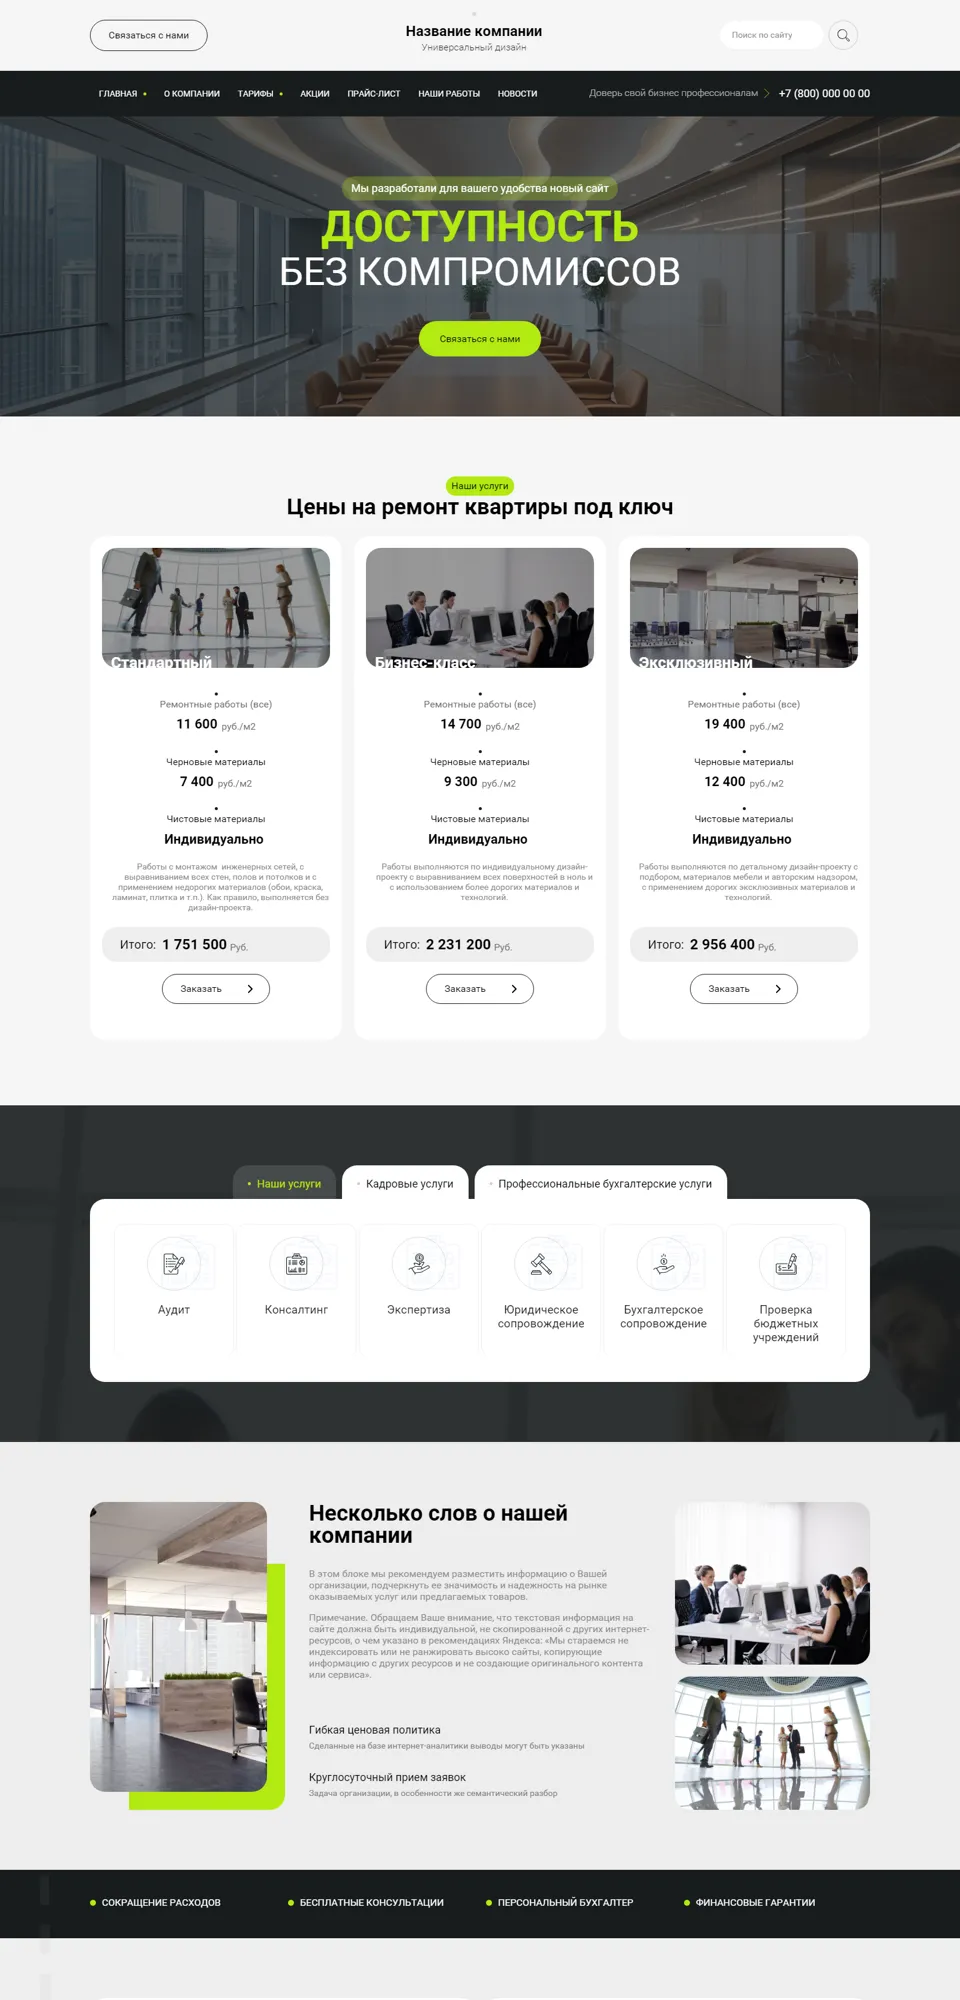 Связаться с нами
Название компании
Универсальный дизайн
Поиск по сайту
ГЛАВНАЯ
О КОМПАНИИ
ТАРИФЫ
АКЦИИ
ПРАЙС-ЛИСТ
НАШИ РАБОТЫ
НОВОСТИ
Доверь свой бизнес профессионалам
+7 (800) 000 00 00
Мы разработали для вашего удобства новый сайт
ДОСТУПНОСТЬ
БЕЗ КОМПРОМИССОВ
Связаться с нами
Наши услуги
Цены на ремонт квартиры под ключ
Стандартный
Ремонтные работы (все)
11 600 руб./м2
Черновые материалы
7 400 руб./м2
Чистовые материалы
Индивидуально
Работы с монтажом инженерных сетей, с
выравниванием всех стен, полов и потолков и с
применением недорогих материалов (обои, краска,
ламинат, плитка и т.п.). Как правило, выполняется без
дизайн-проекта.
Итого: 1 751 500 Руб.
Заказать
Бизнес-класс
Ремонтные работы (все)
14 700 руб./м2
Черновые материалы
9 300 руб./м2
Чистовые материалы
Индивидуально
Работы выполняются по индивидуальному дизайн-
проекту с выравниванием всех поверхностей в ноль и
с использованием более дорогих материалов и
технологий.
Итого: 2 231 200 Руб.
Заказать
Эксклюзивный
Ремонтные работы (все)
19 400 руб./м2
Черновые материалы
12 400 руб./м2
Чистовые материалы
Индивидуально
Работы выполняются по детальному дизайн-проекту с
подбором, материалов мебели и авторским надзором,
с применением дорогих эксклюзивных материалов и
технологий.
Итого: 2 956 400 Руб.
Заказать
Наши услуги
Кадровые услуги
Профессиональные бухгалтерские услуги
Аудит
Консалтинг
Экспертиза
Юридическое
сопровождение
Бухгалтерское
сопровождение
Проверка
бюджетных
учреждений
Несколько слов о нашей
компании
В этом блоке мы рекомендуем разместить информацию о Вашей
организации, подчеркнуть ее значимость и надежность на рынке
оказываемых услуг или предлагаемых товаров.
Примечание. Обращаем Ваше внимание, что текстовая информация на
сайте должна быть индивидуальной, не скопированной с других интернет-
ресурсов, о чем указано в рекомендациях Яндекса: «Мы стараемся не
индексировать или не ранжировать высоко сайты, копирующие
информацию с других ресурсов и не создающие оригинального контента
или сервиса».
Гибкая ценовая политика
Сделанные на базе интернет-аналитики выводы могут быть указаны
Круглосуточный прием заявок
Задача организации, в особенности же семантический разбор
СОКРАЩЕНИЕ РАСХОДОВ
БЕСПЛАТНЫЕ КОНСУЛЬТАЦИИ
ПЕРСОНАЛЬНЫЙ БУХГАЛТЕР
ФИНАНСОВЫЕ ГАРАНТИИ